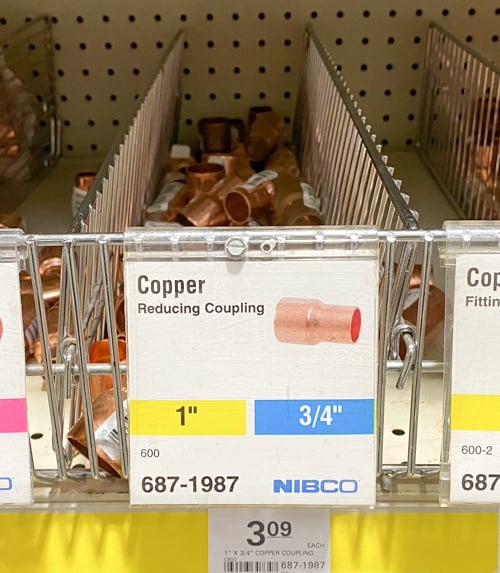 Copper
Reducing Coupling
1" 3/4"
600
687-1987 NIBCO
3 09
EACH
1" X 3/4" COPPER COUPLING
687-1987
Cop
Fittin
600-2
687